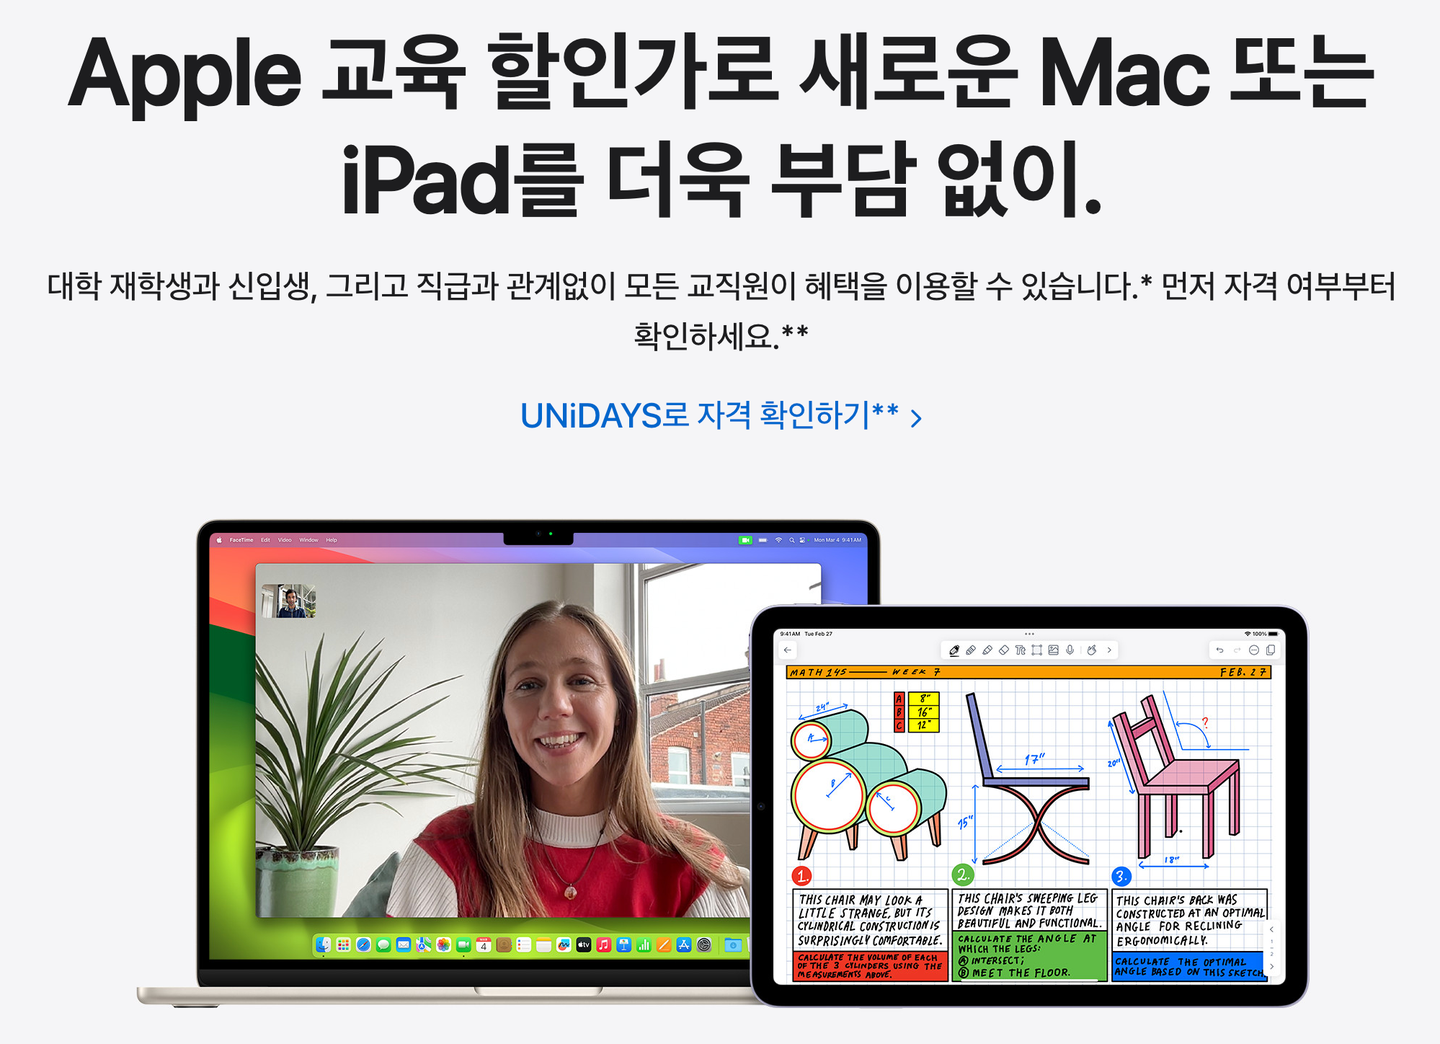 Apple 교육 할인가로 새로운 Mac 또는
iPad를 더욱 부담 없이.
대학 재학생과 신입생, 그리고 직급과 관계없이 모든 교직원이 혜택을 이용할 수 있습니다.* 먼저 자격 여부부터
확인하세요.**
UNiDAYS로 자격 확인하기** >
FaceTime Edit Video Window Help
Mon Mar 4 9:41 AM
MAR
4
tv
9:41 AM Tue Feb 27
100%
MATH 145 WEEK 7 FEB. 27
24"
A 8"
B 16"
C 12"
A
B
C
17"
15"
?
20"
18"
1.
THIS CHAIR MAY LOOK A
LITTLE STRANGE, BUT ITS
CYLINDRICAL CONSTRUCTION IS
SURPRISINGLY COMFORTABLE.
CALCULATE THE VOLUME OF EACH
OF THE 3 CYLINDERS USING THE
MEASUREMENTS ABOVE.
2.
THIS CHAIR'S SWEEPING LEG
DESIGN MAKES IT BOTH
BEAUTIFUL AND FUNCTIONAL.
CALCULATE THE ANGLE AT
WHICH THE LEGS:
A INTERSECT;
B MEET THE FLOOR.
3.
THIS CHAIR'S BACK WAS
CONSTRUCTED AT AN OPTIMAL
ANGLE FOR RECLINING
ERGONOMICALLY.
CALCULATE THE OPTIMAL
ANGLE BASED ON THIS SKETCH